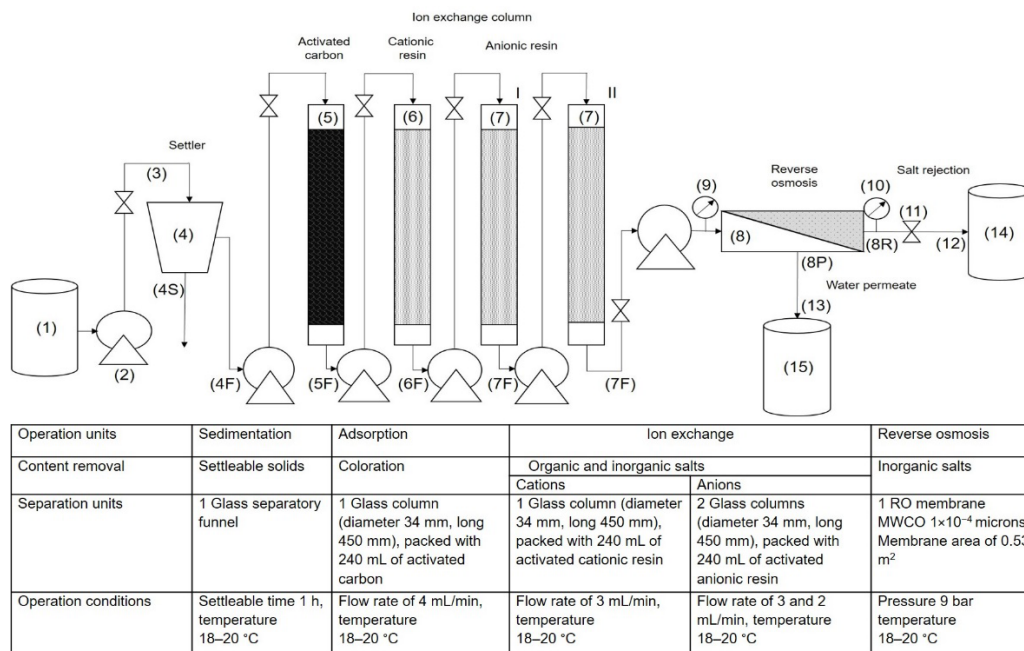 Ion exchange column
Activated
carbon
Cationic
resin
Anionic resin
I
II
(5)
(6)
(7)
(7)
Settler
(3)
(4)
(4S)
(1)
(2)
(4F)
(5F)
(6F)
(7F)
(7F)
(9)
Reverse
osmosis
(10)
Salt rejection
(11)
(8)
(8R)
(12)
(14)
(8P)
Water permeate
(13)
(15)
Operation units
Sedimentation
Adsorption
Ion exchange
Reverse osmosis
Content removal
Settleable solids
Coloration
Organic and inorganic salts
Cations
Anions
Inorganic salts
Separation units
1 Glass separatory
funnel
1 Glass column
(diameter 34 mm, long
450 mm), packed with
240 mL of activated
carbon
1 Glass column (diameter
34 mm, long 450 mm),
packed with 240 mL of
activated cationic resin
2 Glass columns
(diameter 34 mm, long
450 mm), packed with
240 mL of activated
anionic resin
1 RO membrane
MWCO 1×10⁻⁴ microns
Membrane area of 0.53
m²
Operation conditions
Settleable time 1 h,
temperature
18–20 °C
Flow rate of 4 mL/min,
temperature
18–20 °C
Flow rate of 3 mL/min,
temperature
18–20 °C
Flow rate of 3 and 2
mL/min, temperature
18–20 °C
Pressure 9 bar
temperature
18–20 °C